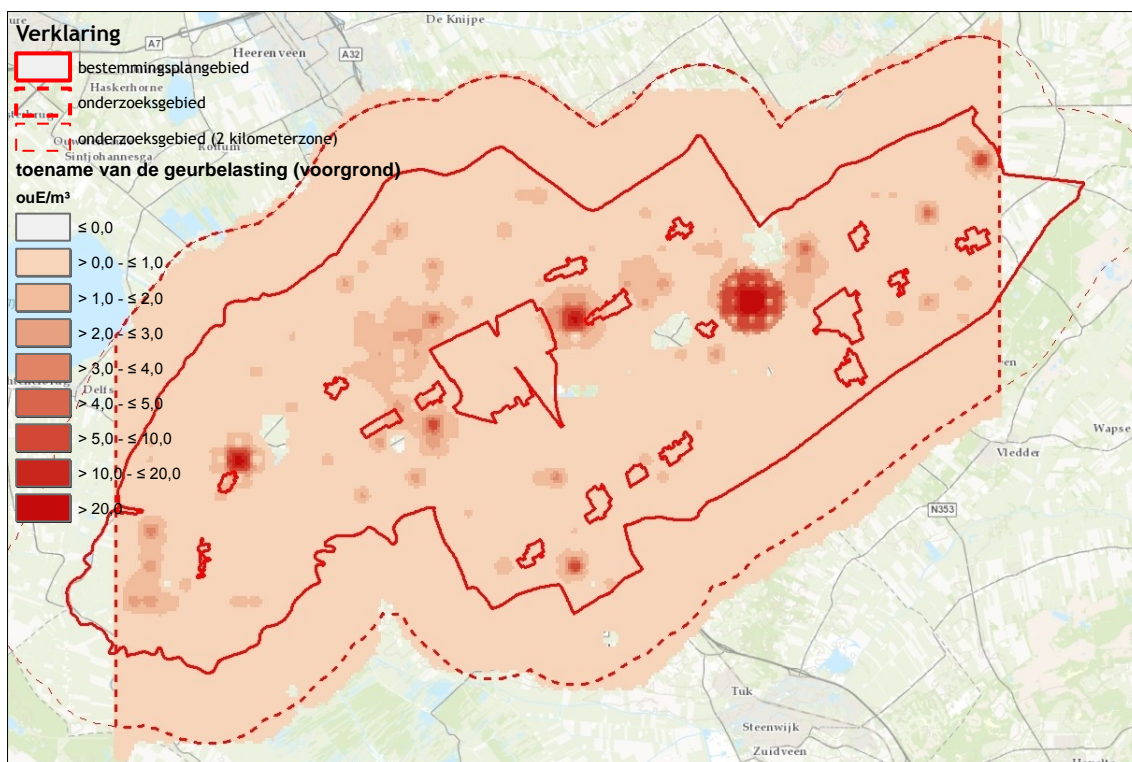 De Knijpe
Verklaring
A7
Heerenveen
A32
bestemmingsplangebied
Haskerhorne
onderzoeksgebied
onderzoeksgebied (2 kilometerzone)
Sintjohannesga
Rottum
toename van de geurbelasting (voorgrond)
ouE/m³
≤ 0,0
> 0,0 - ≤ 1,0
> 1,0 - ≤ 2,0
> 2,0 - ≤ 3,0
> 3,0 - ≤ 4,0
Delfs
> 4,0 - ≤ 5,0
> 5,0 - ≤ 10,0
> 10,0 - ≤ 20,0
> 20,0
Wapse
Vledder
N353
Tuk
Steenwijk
Zuidveen